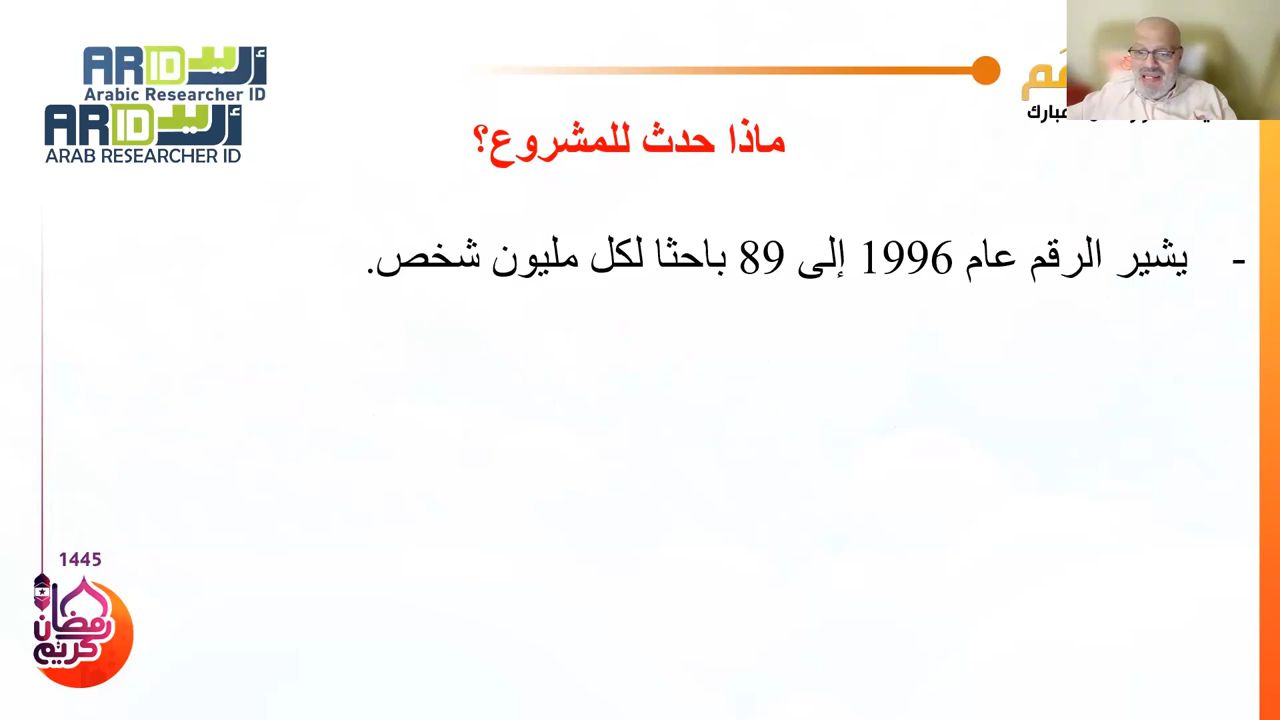 أريد ARID
Arabic Researcher ID
أريد ARID
ARAB RESEARCHER ID
ماذا حدث للمشروع؟
- يشير الرقم عام 1996 إلى 89 باحثا لكل مليون شخص.
1445
رمضان
كريم